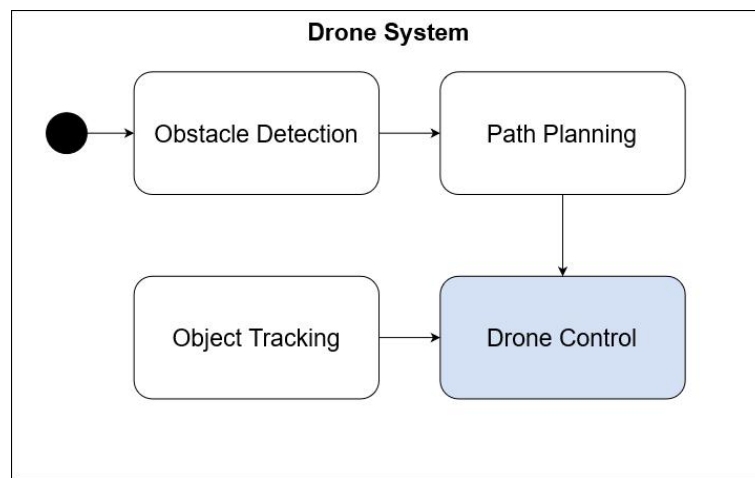 Drone System
Obstacle Detection
Path Planning
Object Tracking
Drone Control